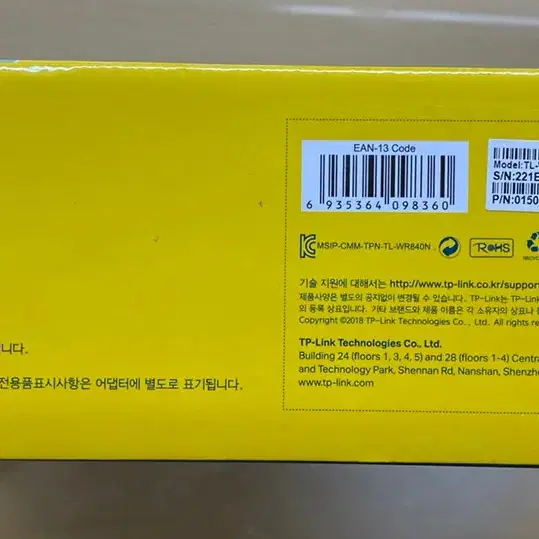 EAN-13 Code
6 935364 098360
Model:TL-
S/N:221E
P/N:0150
MSIP-CMM-TPN-TL-WR840N
RoHS
기술 지원에 대해서는 http://www.tp-link.co.kr/suppor
제품사양은 별도의 공지없이 변경될 수 있습니다. TP-Link는 TP-Link
의 등록 상표입니다. 기타 브랜드와 제품 이름은 각 소유자의 상표나 등
Copyright ©2018 TP-Link Technologies Co., Ltd. All rights rese
TP-Link Technologies Co., Ltd.
Building 24 (floors 1, 3, 4, 5) and 28 (floors 1-4) Central
and Technology Park, Shennan Rd, Nanshan, Shenzhe
www.tp-link.com
니다.
전용품표시사항은 어댑터에 별도로 표기됩니다.